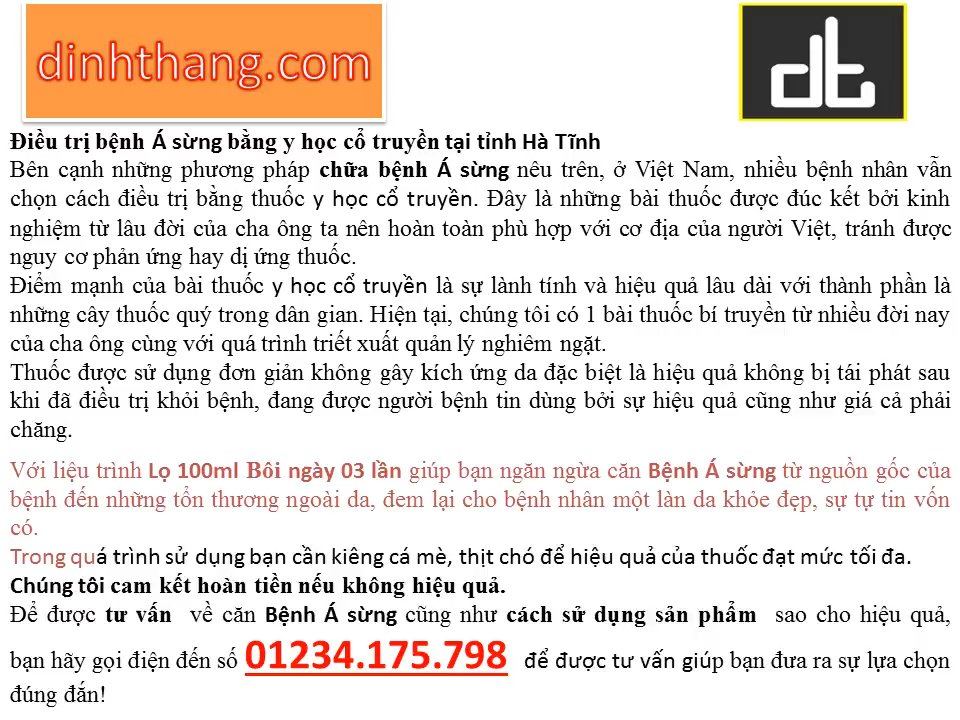 dinhthang.com
dt
Điều trị bệnh Á sừng bằng y học cổ truyền tại tỉnh Hà Tĩnh
Bên cạnh những phương pháp chữa bệnh Á sừng nêu trên, ở Việt Nam, nhiều bệnh nhân vẫn
chọn cách điều trị bằng thuốc y học cổ truyền. Đây là những bài thuốc được đúc kết bởi kinh
nghiệm từ lâu đời của cha ông ta nên hoàn toàn phù hợp với cơ địa của người Việt, tránh được
nguy cơ phản ứng hay dị ứng thuốc.
Điểm mạnh của bài thuốc y học cổ truyền là sự lành tính và hiệu quả lâu dài với thành phần là
những cây thuốc quý trong dân gian. Hiện tại, chúng tôi có 1 bài thuốc bí truyền từ nhiều đời nay
của cha ông cùng với quá trình triết xuất quản lý nghiêm ngặt.
Thuốc được sử dụng đơn giản không gây kích ứng da đặc biệt là hiệu quả không bị tái phát sau
khi đã điều trị khỏi bệnh, đang được người bệnh tin dùng bởi sự hiệu quả cũng như giá cả phải
chăng.
Với liệu trình Lọ 100ml Bôi ngày 03 lần giúp bạn ngăn ngừa căn Bệnh Á sừng từ nguồn gốc của
bệnh đến những tổn thương ngoài da, đem lại cho bệnh nhân một làn da khỏe đẹp, sự tự tin vốn
có.
Trong quá trình sử dụng bạn cần kiêng cá mè, thịt chó để hiệu quả của thuốc đạt mức tối đa.
Chúng tôi cam kết hoàn tiền nếu không hiệu quả.
Để được tư vấn về căn Bệnh Á sừng cũng như cách sử dụng sản phẩm sao cho hiệu quả,
bạn hãy gọi điện đến số 01234.175.798 để được tư vấn giúp bạn đưa ra sự lựa chọn
đúng đắn!